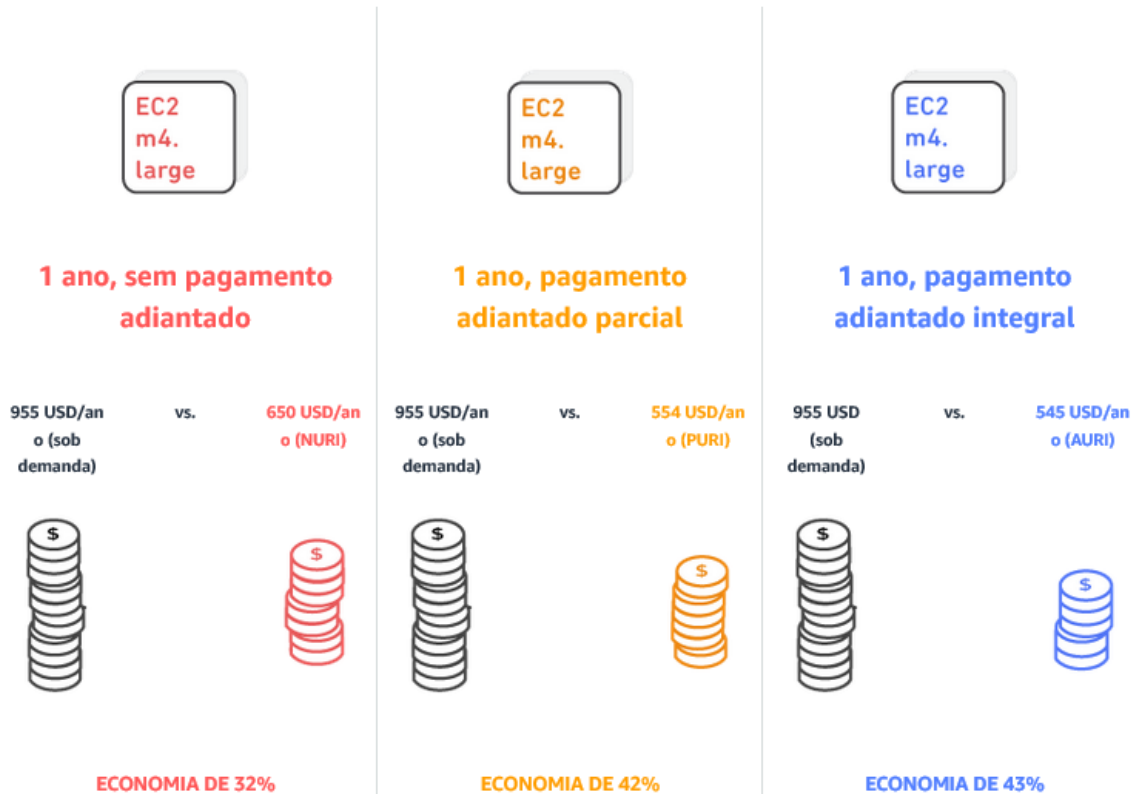 EC2
m4.
large
1 ano, sem pagamento
adiantado
955 USD/an
o (sob
demanda)
vs.
650 USD/an
o (NURI)
$
$
ECONOMIA DE 32%
EC2
m4.
large
1 ano, pagamento
adiantado parcial
955 USD/an
o (sob
demanda)
vs.
554 USD/an
o (PURI)
$
$
ECONOMIA DE 42%
EC2
m4.
large
1 ano, pagamento
adiantado integral
955 USD
(sob
demanda)
vs.
545 USD/an
o (AURI)
$
$
ECONOMIA DE 43%